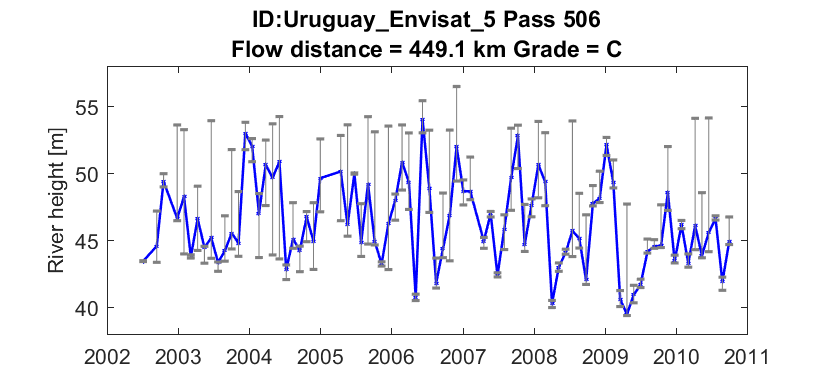 ID:Uruguay_Envisat_5 Pass 506
Flow distance = 449.1 km Grade = C
River height [m]
55
50
45
40
2002 2003 2004 2005 2006 2007 2008 2009 2010 2011